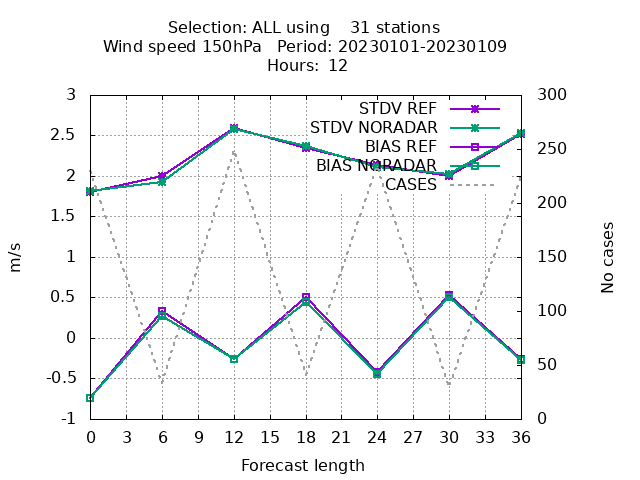 Selection: ALL using    31 stations
Wind speed 150hPa   Period: 20230101-20230109
Hours:  12
3
2.5
2
1.5
1
0.5
0
-0.5
-1
m/s
STDV REF
STDV NORADAR
BIAS REF
BIAS NORADAR
CASES
300
250
200
150
100
50
0
No cases
0 3 6 9 12 15 18 21 24 27 30 33 36
Forecast length